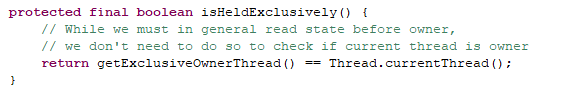 protected final boolean isHeldExclusively() {
    // While we must in general read state before owner,
    // we don't need to do so to check if current thread is owner
    return getExclusiveOwnerThread() == Thread.currentThread();
}